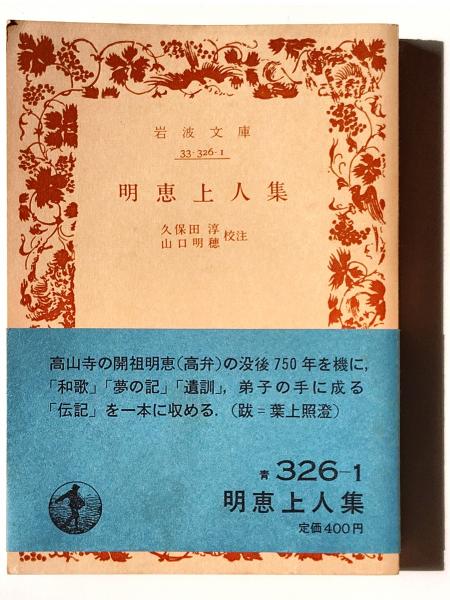 岩波文庫
33-326-1
明恵上人集
久保田淳
山口明穂 校注
高山寺の開祖明恵(高弁)の没後750年を機に,
「和歌」「夢の記」「遺訓」, 弟子の手に成る
「伝記」を一本に収める. (跋=葉上照澄)
青 326-1
明恵上人集
定価400円